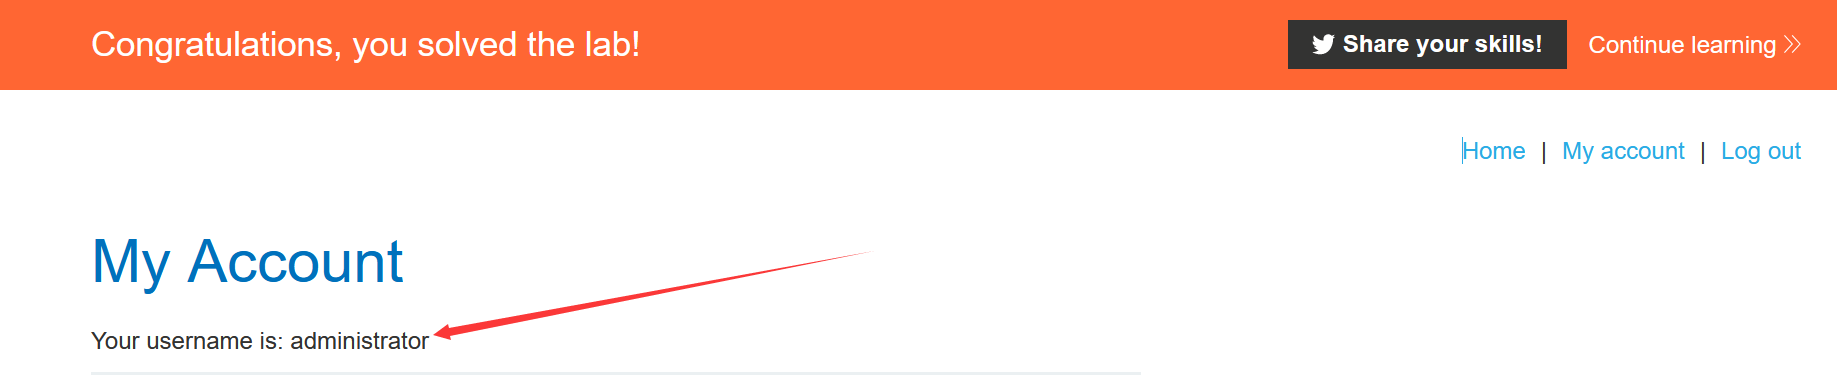 Congratulations, you solved the lab!
Share your skills!
Continue learning
Home | My account | Log out
My Account
Your username is: administrator